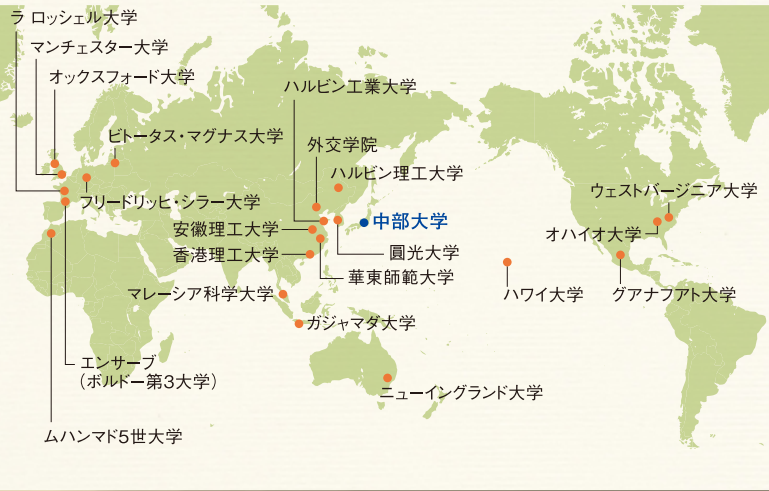 ラ ロッシェル大学
マンチェスター大学
オックスフォード大学
ハルビン工業大学
ビトータス・マグナス大学
外交学院
ハルビン理工大学
フリードリッヒ・シラー大学
ウェストバージニア大学
安徽理工大学
中部大学
オハイオ大学
香港理工大学
圓光大学
華東師範大学
マレーシア科学大学
ハワイ大学
グアナフアト大学
ガジャマダ大学
エンサーブ
（ボルドー第3大学）
ニューイングランド大学
ムハンマド5世大学